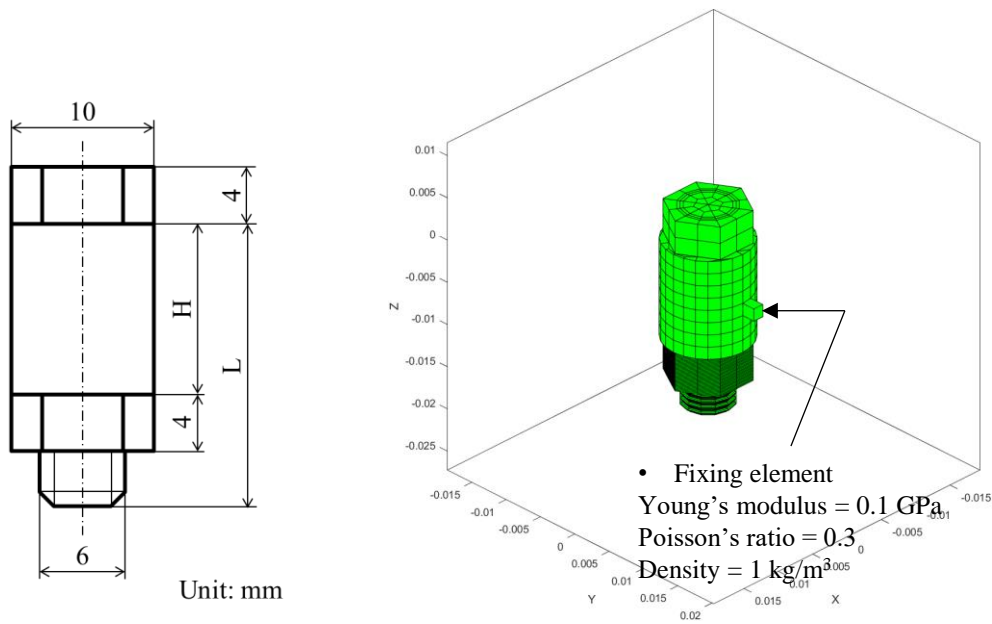 10
4
H
L
4
6
Unit: mm
0.01
0.005
0
-0.005
-0.01
-0.015
-0.02
-0.025
Z
-0.015
-0.01
-0.005
0
0.005
0.01
0.015
0.02
Y
-0.015
-0.01
-0.005
0
0.005
0.01
0.015
X
• Fixing element
Young's modulus = 0.1 GPa
Poisson's ratio = 0.3
Density = 1 kg/m³